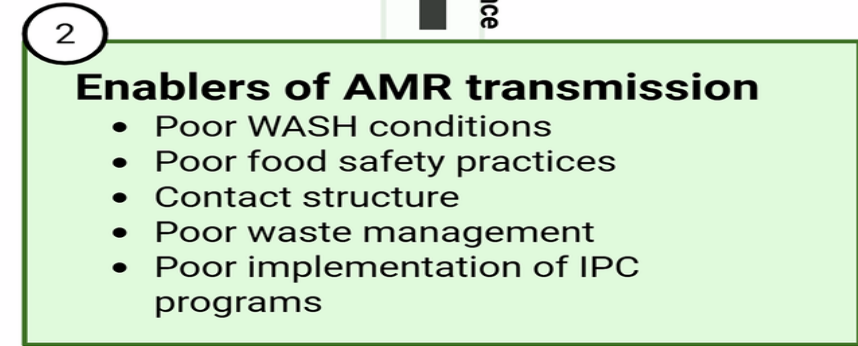 2
Enablers of AMR transmission
• Poor WASH conditions
• Poor food safety practices
• Contact structure
• Poor waste management
• Poor implementation of IPC
programs